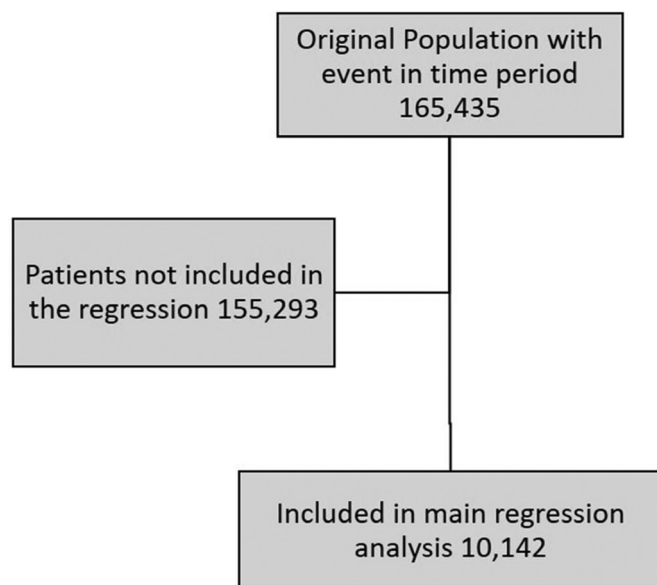 Original Population with
event in time period
165,435
Patients not included in
the regression 155,293
Included in main regression
analysis 10,142